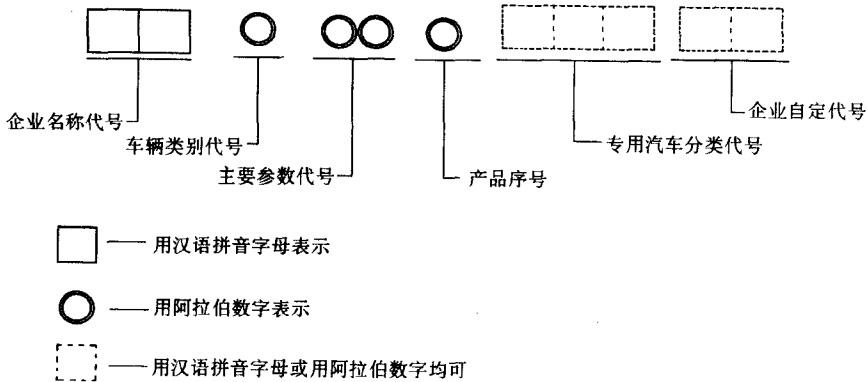 企业名称代号
车辆类别代号
主要参数代号
产品序号
专用汽车分类代号
企业自定代号
用汉语拼音字母表示
用阿拉伯数字表示
用汉语拼音字母或用阿拉伯数字均可